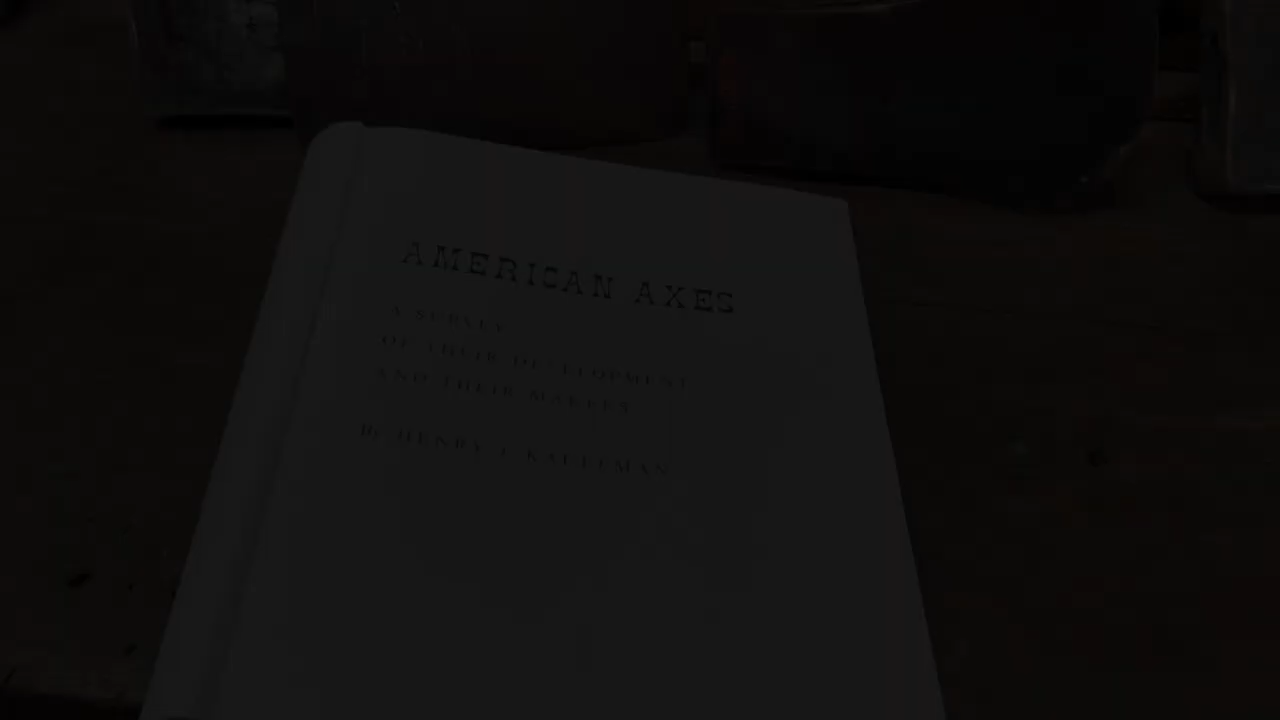 AMERICAN AXES
A SURVEY
OF THEIR DEVELOPMENT
AND THEIR MAKERS
By HENRY J. KAUFFMAN